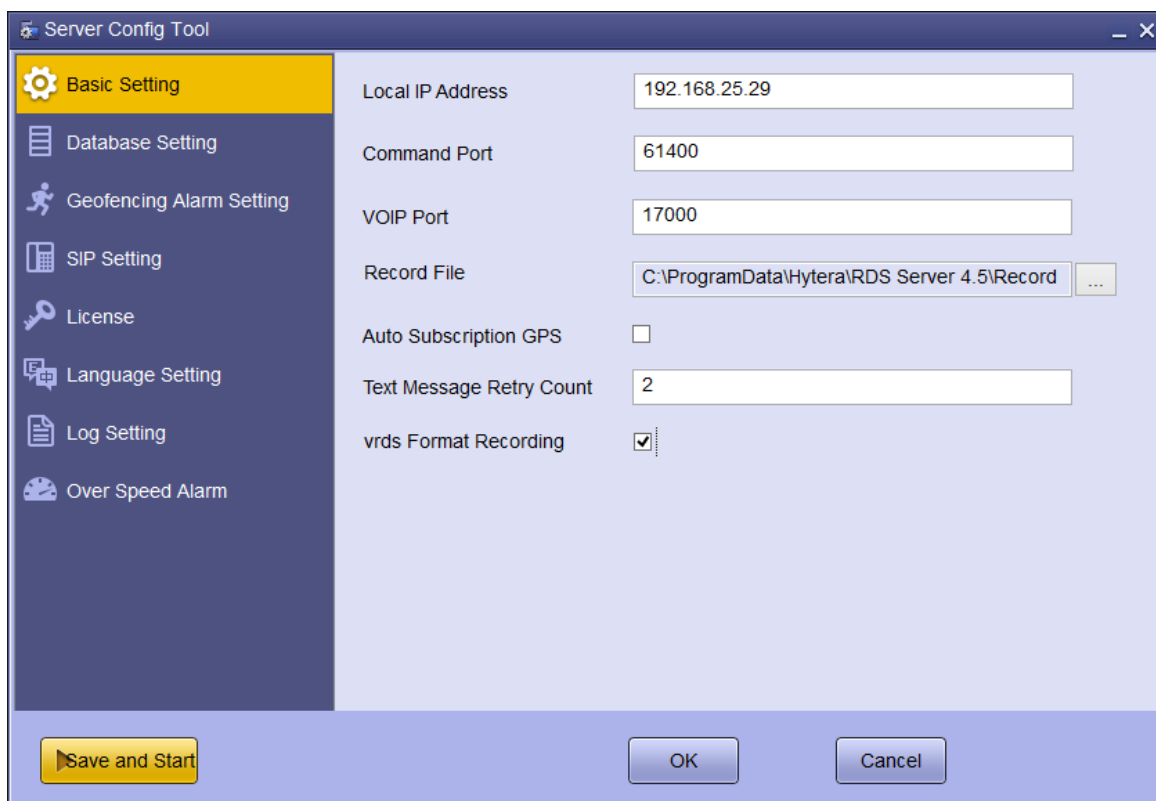 Server Config Tool
Basic Setting
Database Setting
Geofencing Alarm Setting
SIP Setting
License
Language Setting
Log Setting
Over Speed Alarm
Local IP Address 192.168.25.29
Command Port 61400
VOIP Port 17000
Record File C:\ProgramData\Hytera\RDS Server 4.5\Record ...
Auto Subscription GPS
Text Message Retry Count 2
vrds Format Recording
Save and Start OK Cancel